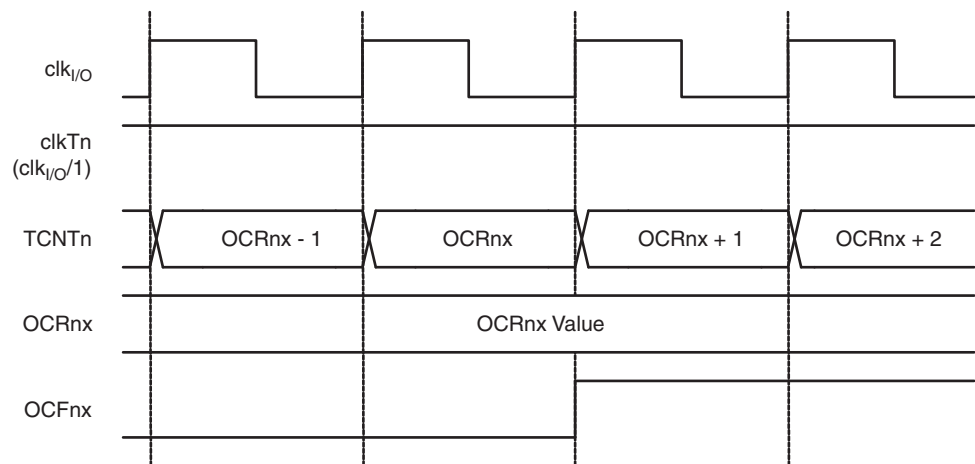 clkI/O
clkTn
(clkI/O/1)
TCNTn
OCRnx - 1
OCRnx
OCRnx + 1
OCRnx + 2
OCRnx
OCRnx Value
OCFnx